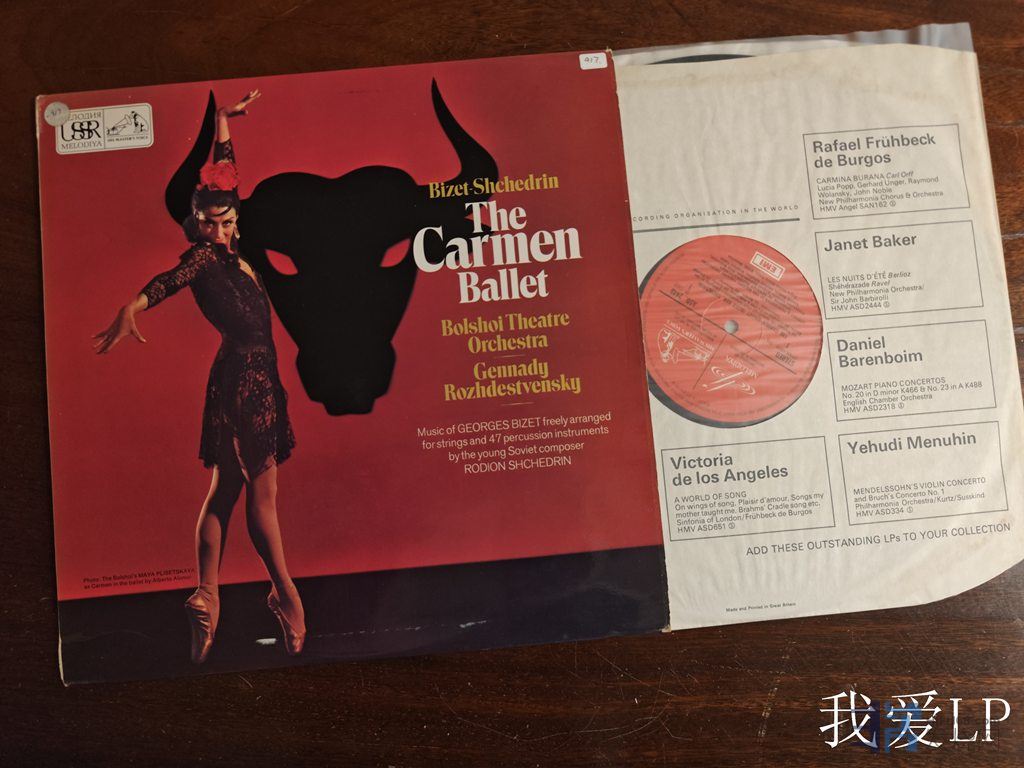 USSR
MELODIYA
HIS MASTER'S VOICE
417
Bizet-Shchedrin
The
Carmen
Ballet
Bolshoi Theatre
Orchestra
Gennady
Rozhdestvensky
Music of GEORGES BIZET freely arranged
for strings and 47 percussion instruments
by the young Soviet composer
RODION SHCHEDRIN
Photo: The Bolshoi's MAYA PLISETSKAYA
as Carmen in the ballet by Alberto Alonso
CORDING ORGANISATION IN THE WORLD
EMI
Rafael Frühbeck
de Burgos
CARMINA BURANA Carl Orff
Lucia Popp, Gerhard Unger, Raymond
Wolansky, John Noble
New Philharmonia Chorus & Orchestra
HMV Angel SAN162 Ⓢ
Janet Baker
LES NUITS D'ÉTÉ Berlioz
Shéhérazade Ravel
New Philharmonia Orchestra/
Sir John Barbirolli
HMV ASD2444 Ⓢ
Daniel
Barenboim
MOZART PIANO CONCERTOS
No. 20 in D minor K466 & No. 23 in A K488
English Chamber Orchestra
HMV ASD2318 Ⓢ
Victoria
de los Angeles
A WORLD OF SONG
On wings of song, Plaisir d'amour, Songs my
mother taught me, Brahms' Cradle song etc.
Sinfonia of London/Frühbeck de Burgos
HMV ASD651 Ⓢ
Yehudi Menuhin
MENDELSSOHN'S VIOLIN CONCERTO
and Bruch's Concerto No. 1
Philharmonia Orchestra/Kurtz/Susskind
HMV ASD334 Ⓢ
ADD THESE OUTSTANDING LPs TO YOUR COLLECTION
Made and Printed in Great Britain
我爱LP